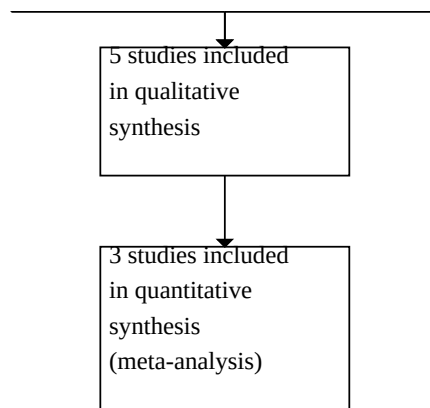 5 studies included
in qualitative
synthesis
3 studies included
in quantitative
synthesis
(meta-analysis)